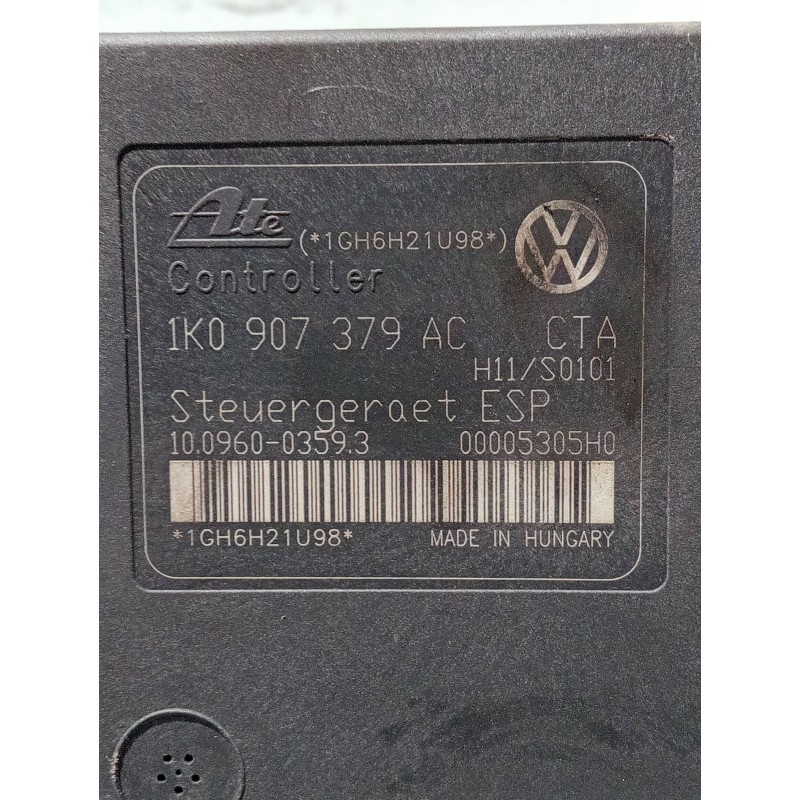 Ate (*1GH6H21U98*) VW
Controller
1K0 907 379 AC CTA
H11/S0101
Steuergeraet ESP
10.0960-0359.3 00005305H0
*1GH6H21U98* MADE IN HUNGARY